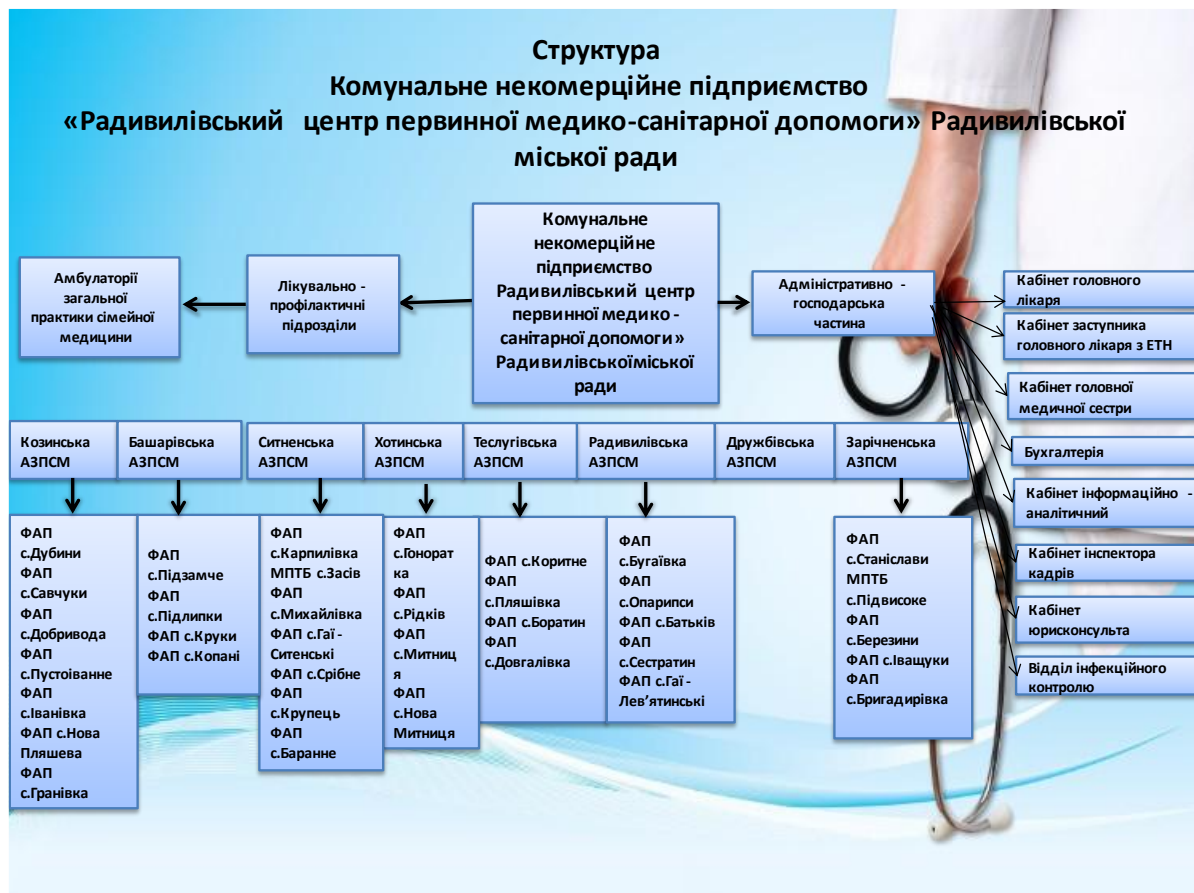 Структура
Комунальне некомерційне підприємство
«Радивилівський центр первинної медико-санітарної допомоги» Радивилівської
міської ради
Комунальне
некомерційне
підприємство
Радивилівський центр
первинної медико -
санітарної допомоги»
Радивилівськоїміської
ради
Амбулаторії
загальної
практики сімейної
медицини
Лікувально -
профілактичні
підрозділи
Адміністративно -
господарська
частина
Кабінет головного
лікаря
Кабінет заступника
головного лікаря з ЕТН
Кабінет головної
медичної сестри
Бухгалтерія
Кабінет інформаційно -
аналітичний
Кабінет інспектора
кадрів
Кабінет
юрисконсульта
Відділ інфекційного
контролю
Козинська
АЗПСМ
Башарівська
АЗПСМ
Ситненська
АЗПСМ
Хотинська
АЗПСМ
Теслугівська
АЗПСМ
Радивилівська
АЗПСМ
Дружбівська
АЗПСМ
Зарічненська
АЗПСМ
ФАП
с.Дубини
ФАП
с.Савчуки
ФАП
с.Добривода
ФАП
с.Пустоіванне
ФАП
с.Іванівка
ФАП с.Нова
Пляшева
ФАП
с.Гранівка
ФАП
с.Підзамче
ФАП
с.Підлипки
ФАП с.Круки
ФАП с.Копані
ФАП
с.Карпилівка
МПТБ с.Засів
ФАП
с.Михайлівка
ФАП с.Гаї -
Ситенські
ФАП с.Срібне
ФАП
с.Крупець
ФАП
с.Баранне
ФАП
с.Гонорат
ка
ФАП
с.Рідків
ФАП
с.Митниц
я
ФАП
с.Нова
Митниця
ФАП с.Коритне
ФАП
с.Пляшівка
ФАП с.Боратин
ФАП
с.Довгалівка
ФАП
с.Бугаївка
ФАП
с.Опарипси
ФАП с.Батьків
ФАП
с.Сестратин
ФАП с.Гаї -
Лев’ятинські
ФАП
с.Станіслави
МПТБ
с.Підвисоке
ФАП
с.Березини
ФАП с.Іващуки
ФАП
с.Бригадирівка